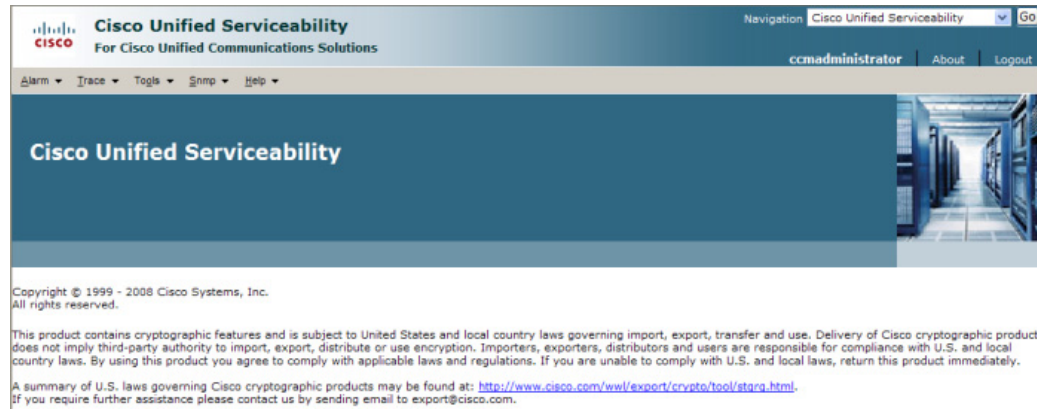 Cisco Unified Serviceability
Navigation Cisco Unified Serviceability Go
CISCO
For Cisco Unified Communications Solutions
ccmadministrator About Logout
Alarm Trace Tools Snmp Help
Cisco Unified Serviceability
Copyright © 1999 - 2008 Cisco Systems, Inc.
All rights reserved.
This product contains cryptographic features and is subject to United States and local country laws governing import, export, transfer and use. Delivery of Cisco cryptographic product
does not imply third-party authority to import, export, distribute or use encryption. Importers, exporters, distributors and users are responsible for compliance with U.S. and local
country laws. By using this product you agree to comply with applicable laws and regulations. If you are unable to comply with U.S. and local laws, return this product immediately.
A summary of U.S. laws governing Cisco cryptographic products may be found at: http://www.cisco.com/wwl/export/crypto/tool/stqrg.html.
If you require further assistance please contact us by sending email to export@cisco.com.